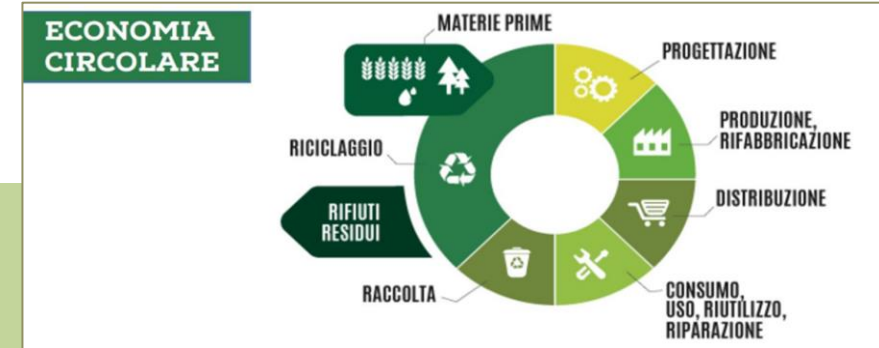 ECONOMIA
CIRCOLARE
MATERIE PRIME
PROGETTAZIONE
PRODUZIONE,
RIFABBRICAZIONE
DISTRIBUZIONE
CONSUMO,
USO, RIUTILIZZO,
RIPARAZIONE
RACCOLTA
RIFIUTI
RESIDUI
RICICLAGGIO